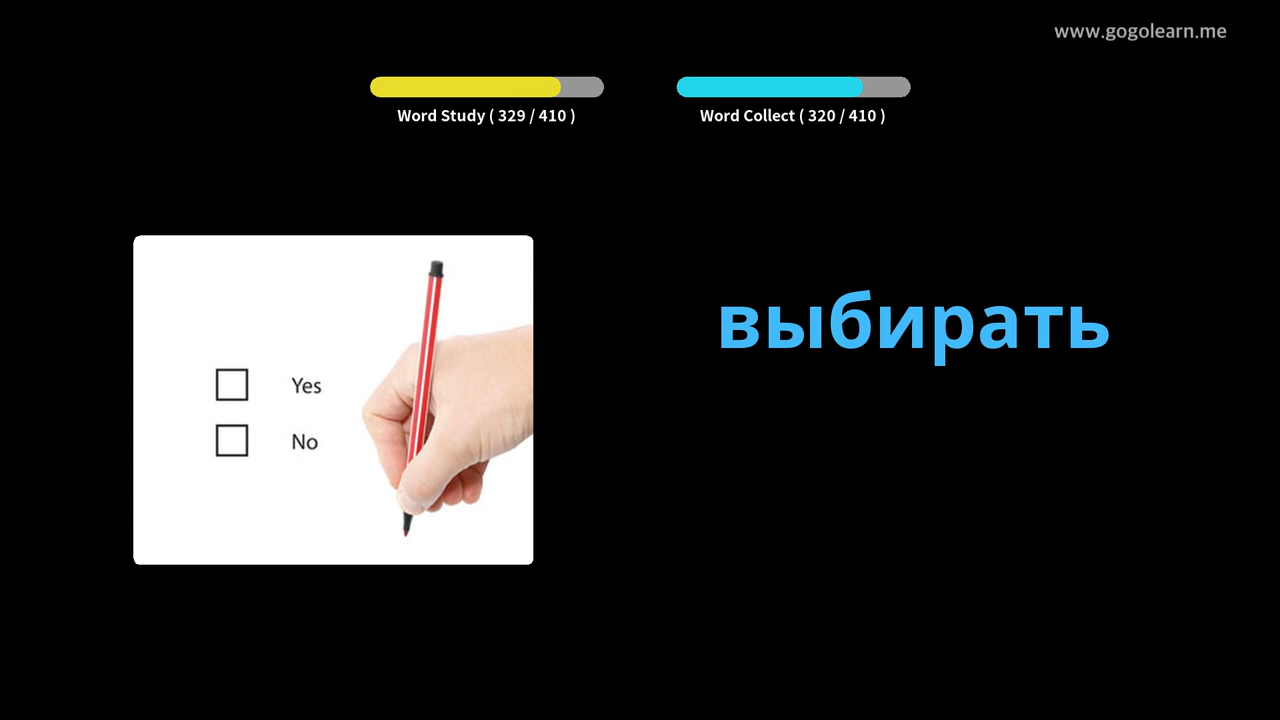 www.gogolearn.me
Word Study ( 329 / 410 )
Word Collect ( 320 / 410 )
Yes
No
выбирать